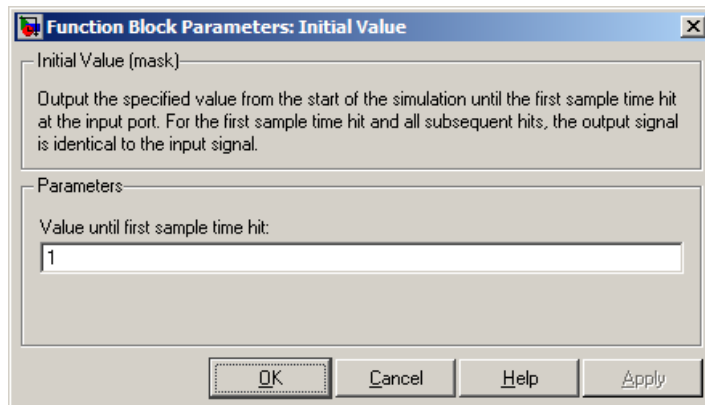 Function Block Parameters: Initial Value
Initial Value (mask)
Output the specified value from the start of the simulation until the first sample time hit
at the input port. For the first sample time hit and all subsequent hits, the output signal
is identical to the input signal.
Parameters
Value until first sample time hit:
1
OK Cancel Help Apply